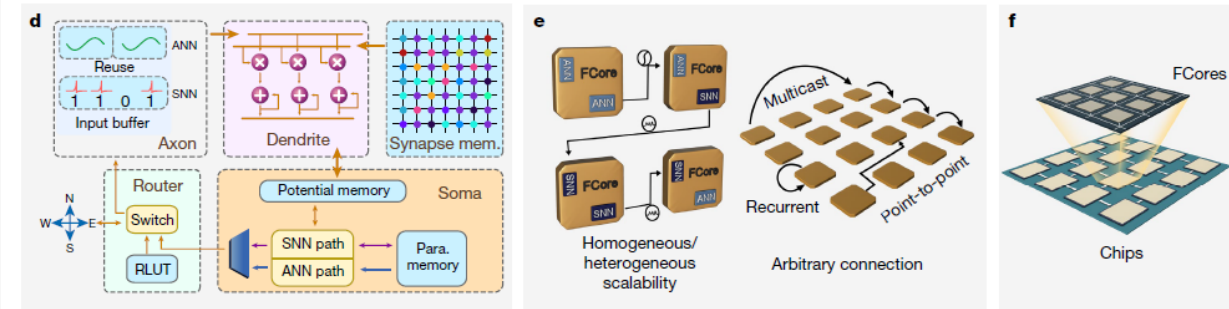 d
ANN
Reuse
SNN
1 1 0 1
Input buffer
Axon
Dendrite
Synapse mem.
Router
Switch
RLUT
N
W E
S
Potential memory
Soma
SNN path
ANN path
Para.
memory
e
ANN
FCore
ANN
ANN
FCore
SNN
SNN
FCore
SNN
SNN
FCore
ANN
Homogeneous/
heterogeneous
scalability
Multicast
Recurrent
Point-to-point
Arbitrary connection
f
FCores
Chips